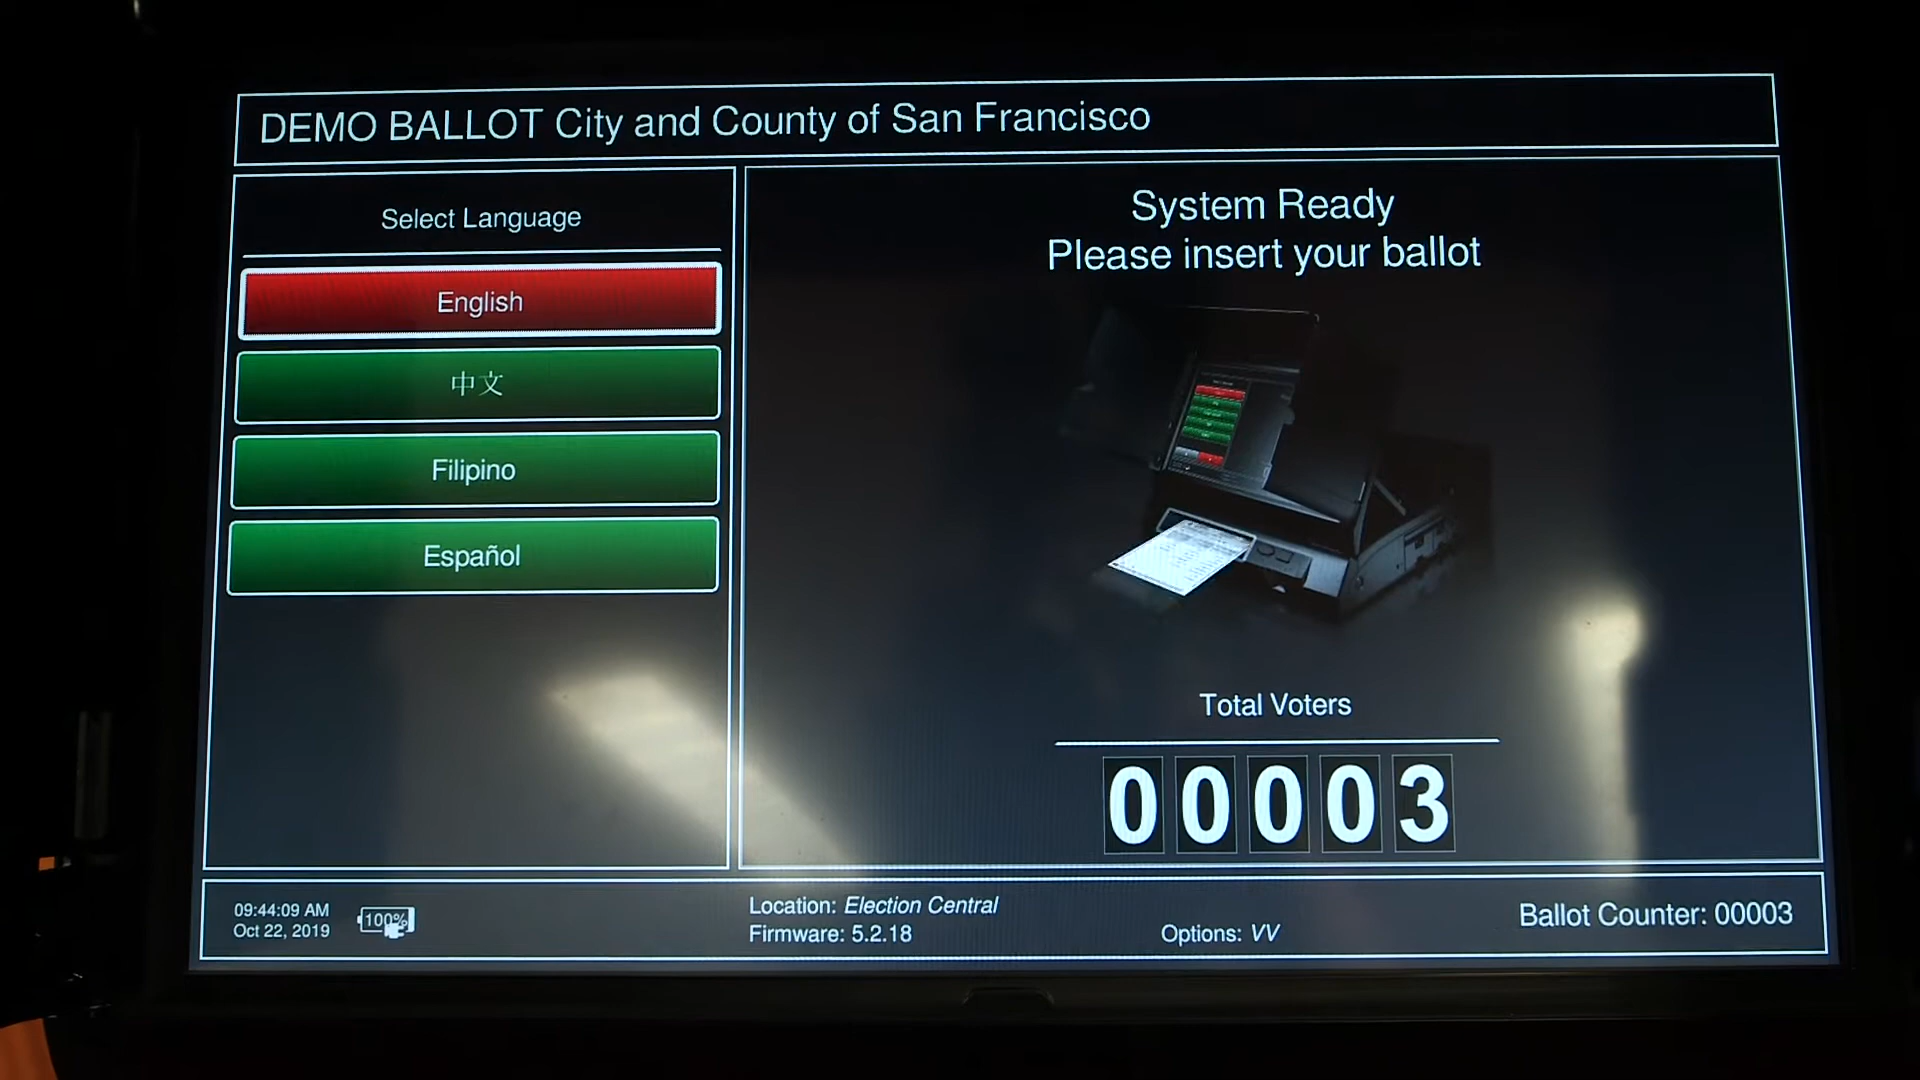 DEMO BALLOT City and County of San Francisco
Select Language
English
中文
Filipino
Español
System Ready
Please insert your ballot
Total Voters
00003
09:44:09 AM
Oct 22, 2019
100%
Location: Election Central
Firmware: 5.2.18
Options: VV
Ballot Counter: 00003